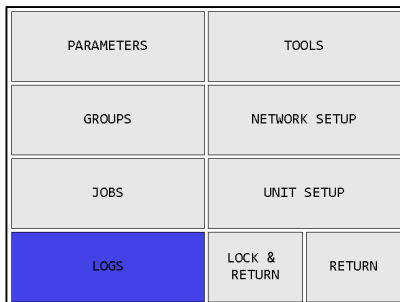 PARAMETERS
TOOLS
GROUPS
NETWORK SETUP
JOBS
UNIT SETUP
LOGS
LOCK &
RETURN
RETURN